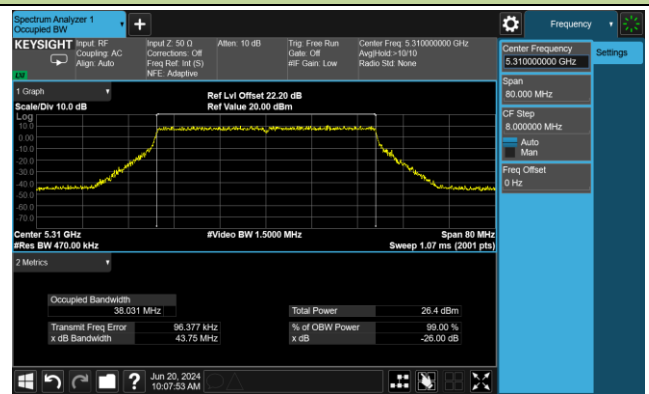 Spectrum Analyzer 1
Occupied BW
Frequency
KEYSIGHT
Input: RF
Coupling: AC
Align: Auto
Input Z: 50 Ω
Corrections: Off
Freq Ref: Int (S)
NFE: Adaptive
Atten: 10 dB
Trig: Free Run
Gate: Off
#IF Gain: Low
Center Freq: 5.310000000 GHz
Avg|Hold:>10/10
Radio Std: None
LW
Center Frequency
5.310000000 GHz
Settings
Span
80.000 MHz
CF Step
8.000000 MHz
Auto
Man
Freq Offset
0 Hz
1 Graph
Scale/Div 10.0 dB
Ref Lvl Offset 22.20 dB
Ref Value 20.00 dBm
Log
10.0
0.00
-10.0
-20.0
-30.0
-40.0
-50.0
-60.0
-70.0
Center 5.31 GHz
#Video BW 1.5000 MHz
Span 80 MHz
#Res BW 470.00 kHz
Sweep 1.07 ms (2001 pts)
2 Metrics
Occupied Bandwidth
38.031 MHz
Total Power 26.4 dBm
Transmit Freq Error 96.377 kHz
% of OBW Power 99.00 %
x dB Bandwidth 43.75 MHz
x dB -26.00 dB
?
Jun 20, 2024
10:07:53 AM